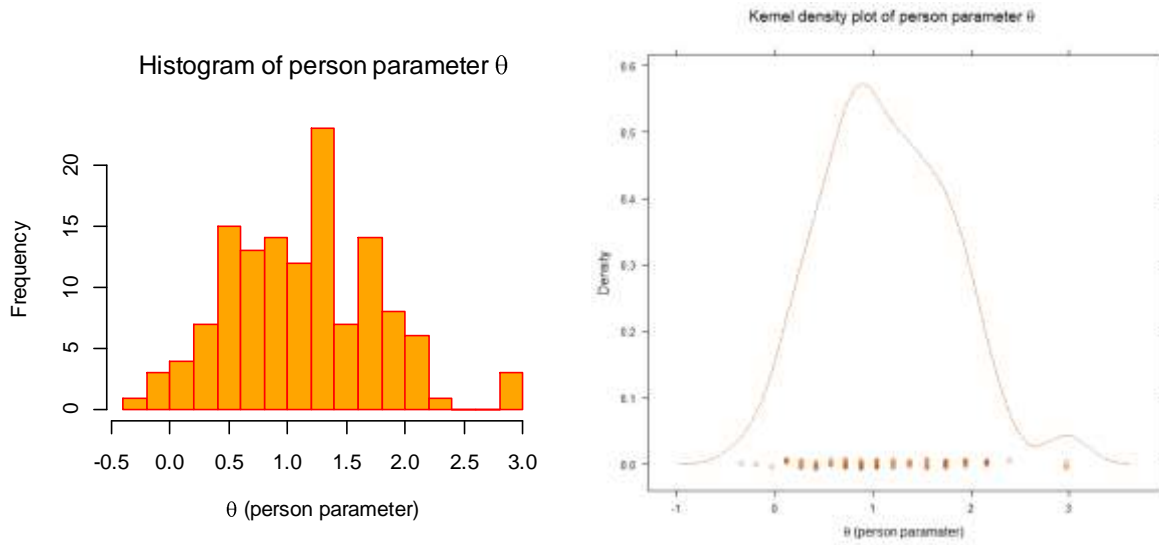 Histogram of person parameter θ
Frequency
20
15
10
5
0
-0.5 0.0 0.5 1.0 1.5 2.0 2.5 3.0
θ (person parameter)
Kernel density plot of person parameter θ
Density
0.6
0.5
0.4
0.3
0.2
0.1
0.0
-1 0 1 2 3
θ (person paramater)